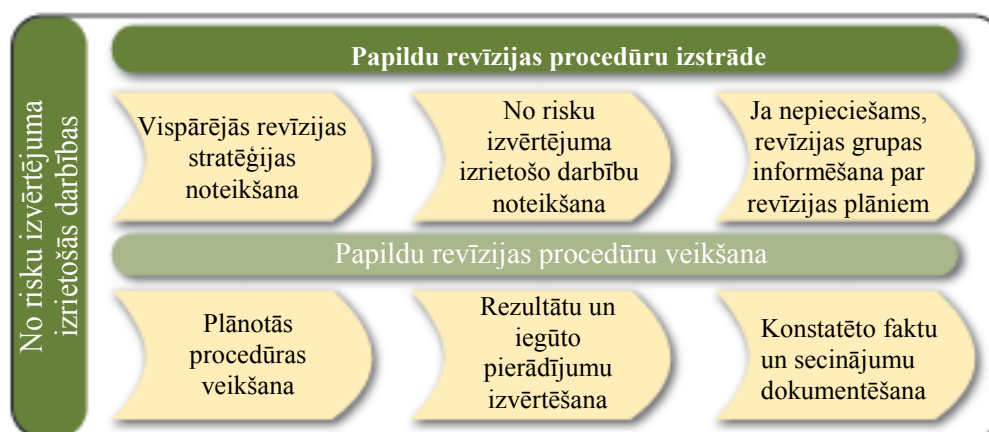 No risku izvērtējuma
izrietošās darbības
Papildu revīzijas procedūru izstrāde
Vispārējās revīzijas
stratēģijas
noteikšana
No risku
izvērtējuma
izrietošo darbību
noteikšana
Ja nepieciešams,
revīzijas grupas
informēšana par
revīzijas plāniem
Papildu revīzijas procedūru veikšana
Plānotās
procedūras
veikšana
Rezultātu un
iegūto
pierādījumu
izvērtēšana
Konstatēto faktu
un secinājumu
dokumentēšana